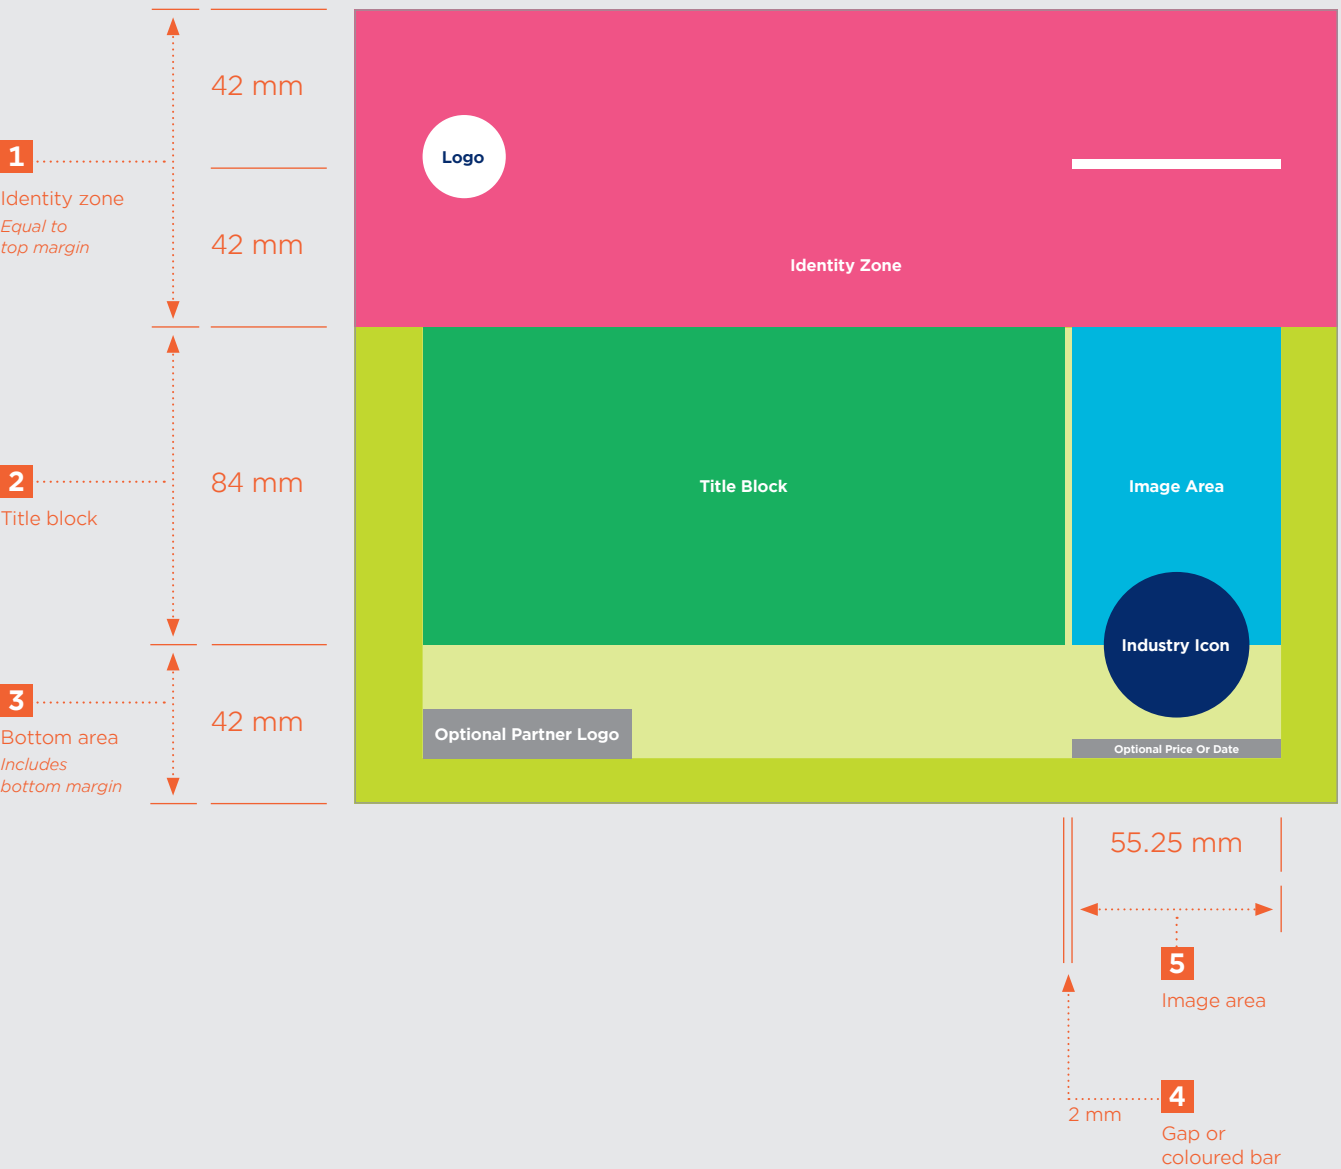 42 mm
1
Identity zone
Equal to
top margin
42 mm
Logo
Identity Zone
2
Title block
84 mm
Title Block
Image Area
Industry Icon
3
Bottom area
Includes
bottom margin
42 mm
Optional Partner Logo
Optional Price Or Date
55.25 mm
5
Image area
4
2 mm
Gap or
coloured bar